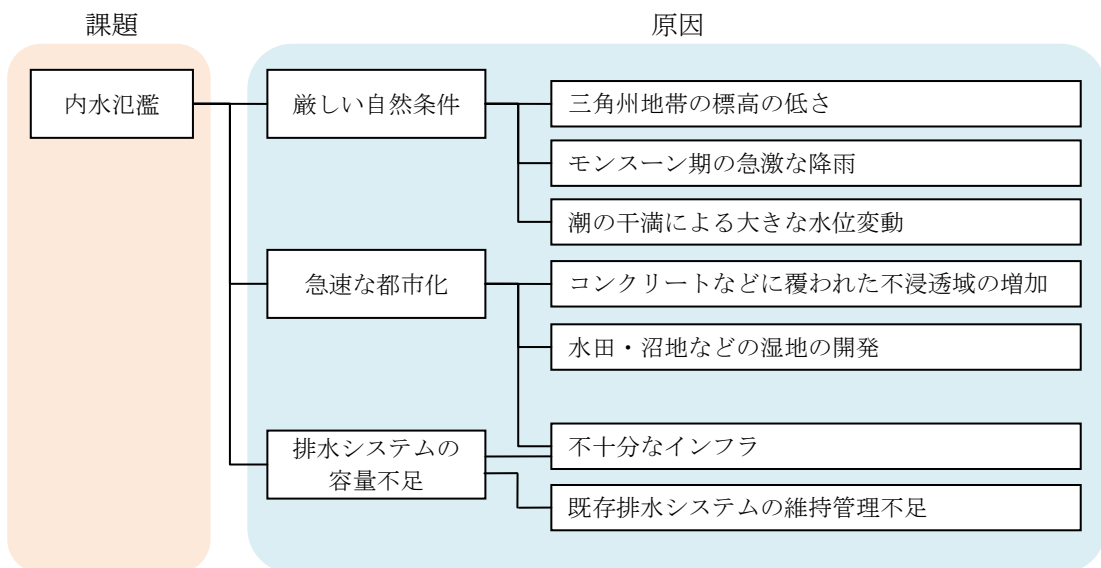 課題
原因
内水氾濫
厳しい自然条件
三角州地帯の標高の低さ
モンスーン期の急激な降雨
潮の干満による大きな水位変動
急速な都市化
コンクリートなどに覆われた不浸透域の増加
水田・沼地などの湿地の開発
排水システムの
容量不足
不十分なインフラ
既存排水システムの維持管理不足